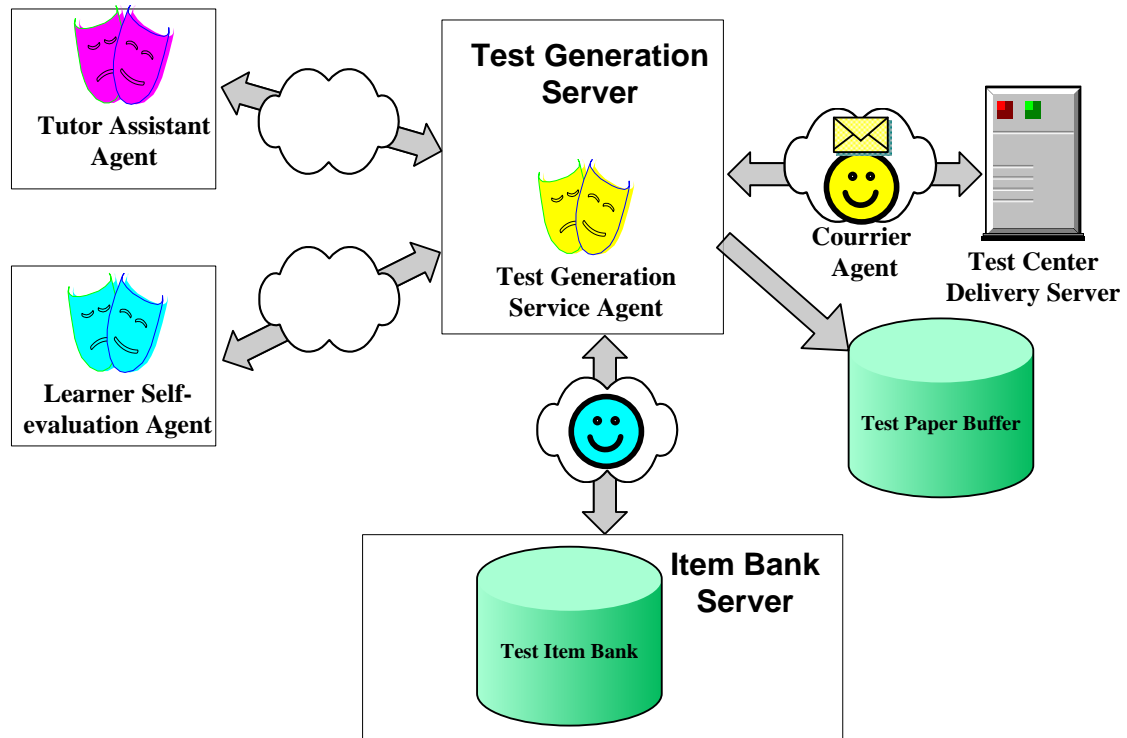 Tutor Assistant
Agent
Test Generation
Server
Test Generation
Service Agent
Courrier
Agent
Test Center
Delivery Server
Learner Self-
evaluation Agent
Test Paper Buffer
Item Bank
Server
Test Item Bank